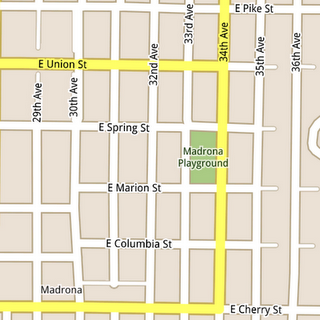 E Pike St
33rd Ave
34th Ave
32nd Ave
35th Ave
36th Ave
E Union St
29th Ave
30th Ave
E Spring St
Madrona
Playground
E Marion St
E Columbia St
Madrona
E Cherry St